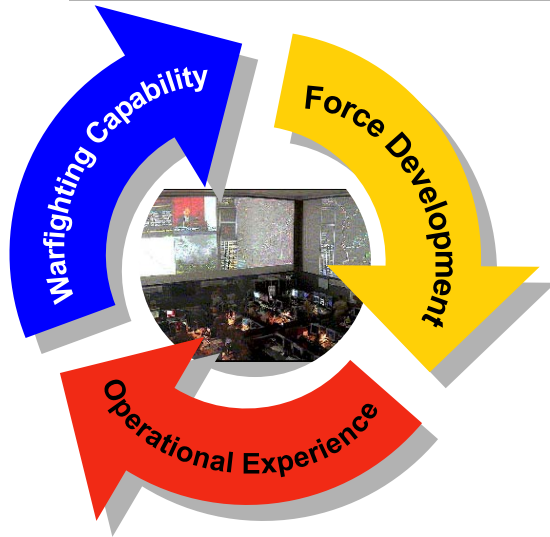 Warfighting Capability
Force Development
Operational Experience